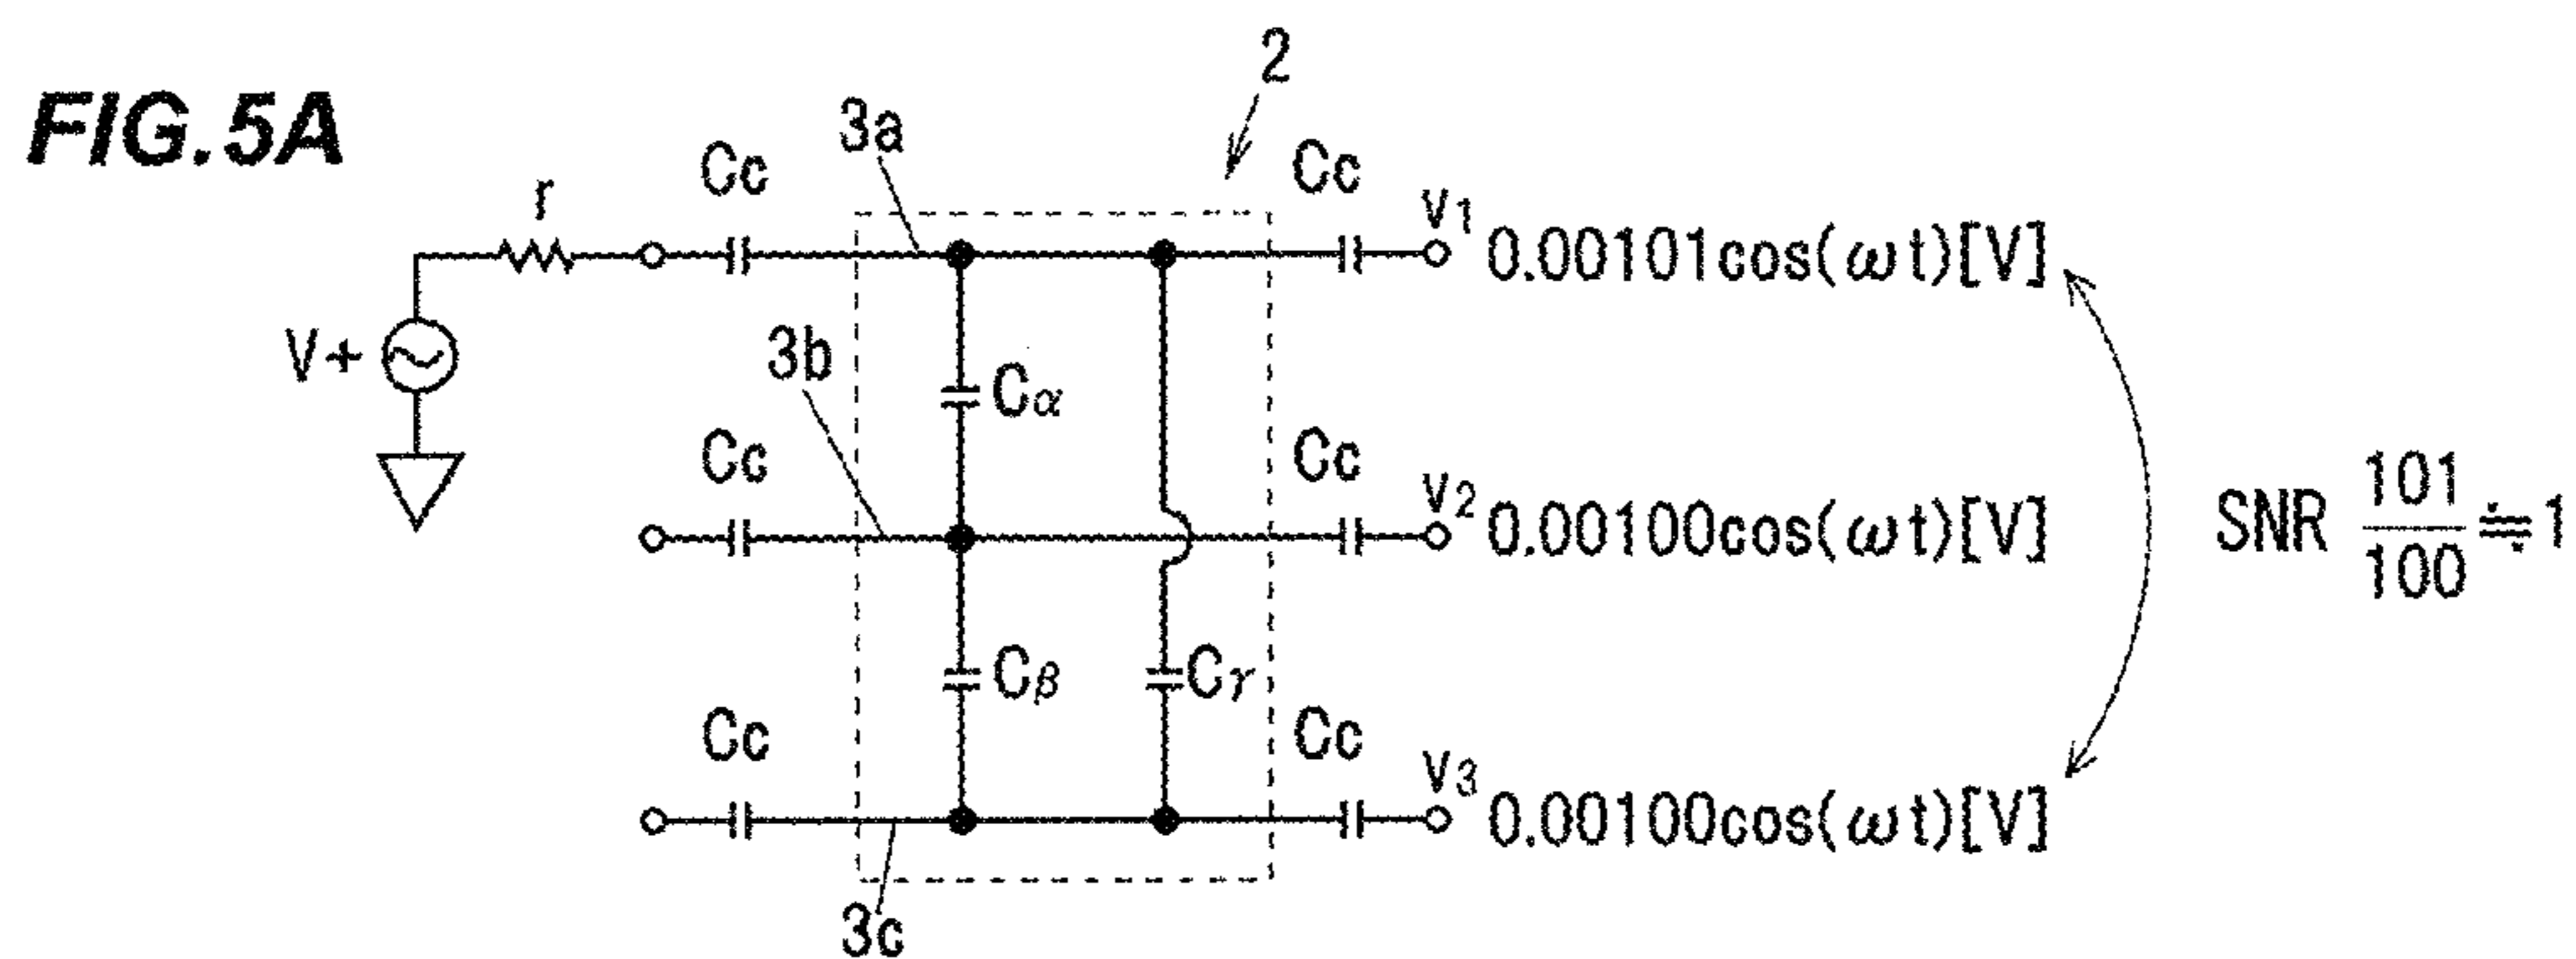 FIG.5A
2
3a
Cc
Cc
r
v1 0.00101cos(ωt)[V]
V+
3b
Cα
Cc
Cc
v2 0.00100cos(ωt)[V]
SNR 101/100 ≒ 1
Cβ
Cγ
Cc
Cc
v3 0.00100cos(ωt)[V]
3c